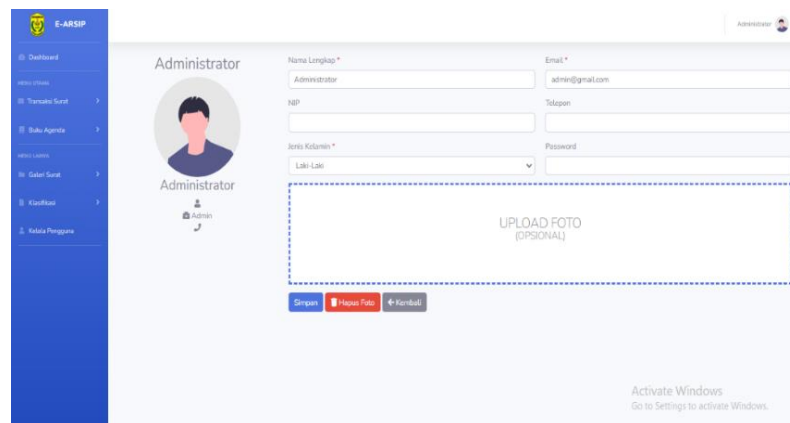 E-ARSIP
Administrator
Dashboard
MENU UTAMA
Transaksi Surat
Buku Agenda
MENU LAINYA
Galeri Surat
Klasifikasi
Kelola Pengguna
Administrator
Administrator
Admin
Nama Lengkap *
Administrator
Email *
admin@gmail.com
NIP
Telepon
Jenis Kelamin *
Laki-Laki
Password
UPLOAD FOTO
(OPSIONAL)
Simpan
Hapus Foto
Kembali
Activate Windows
Go to Settings to activate Windows.